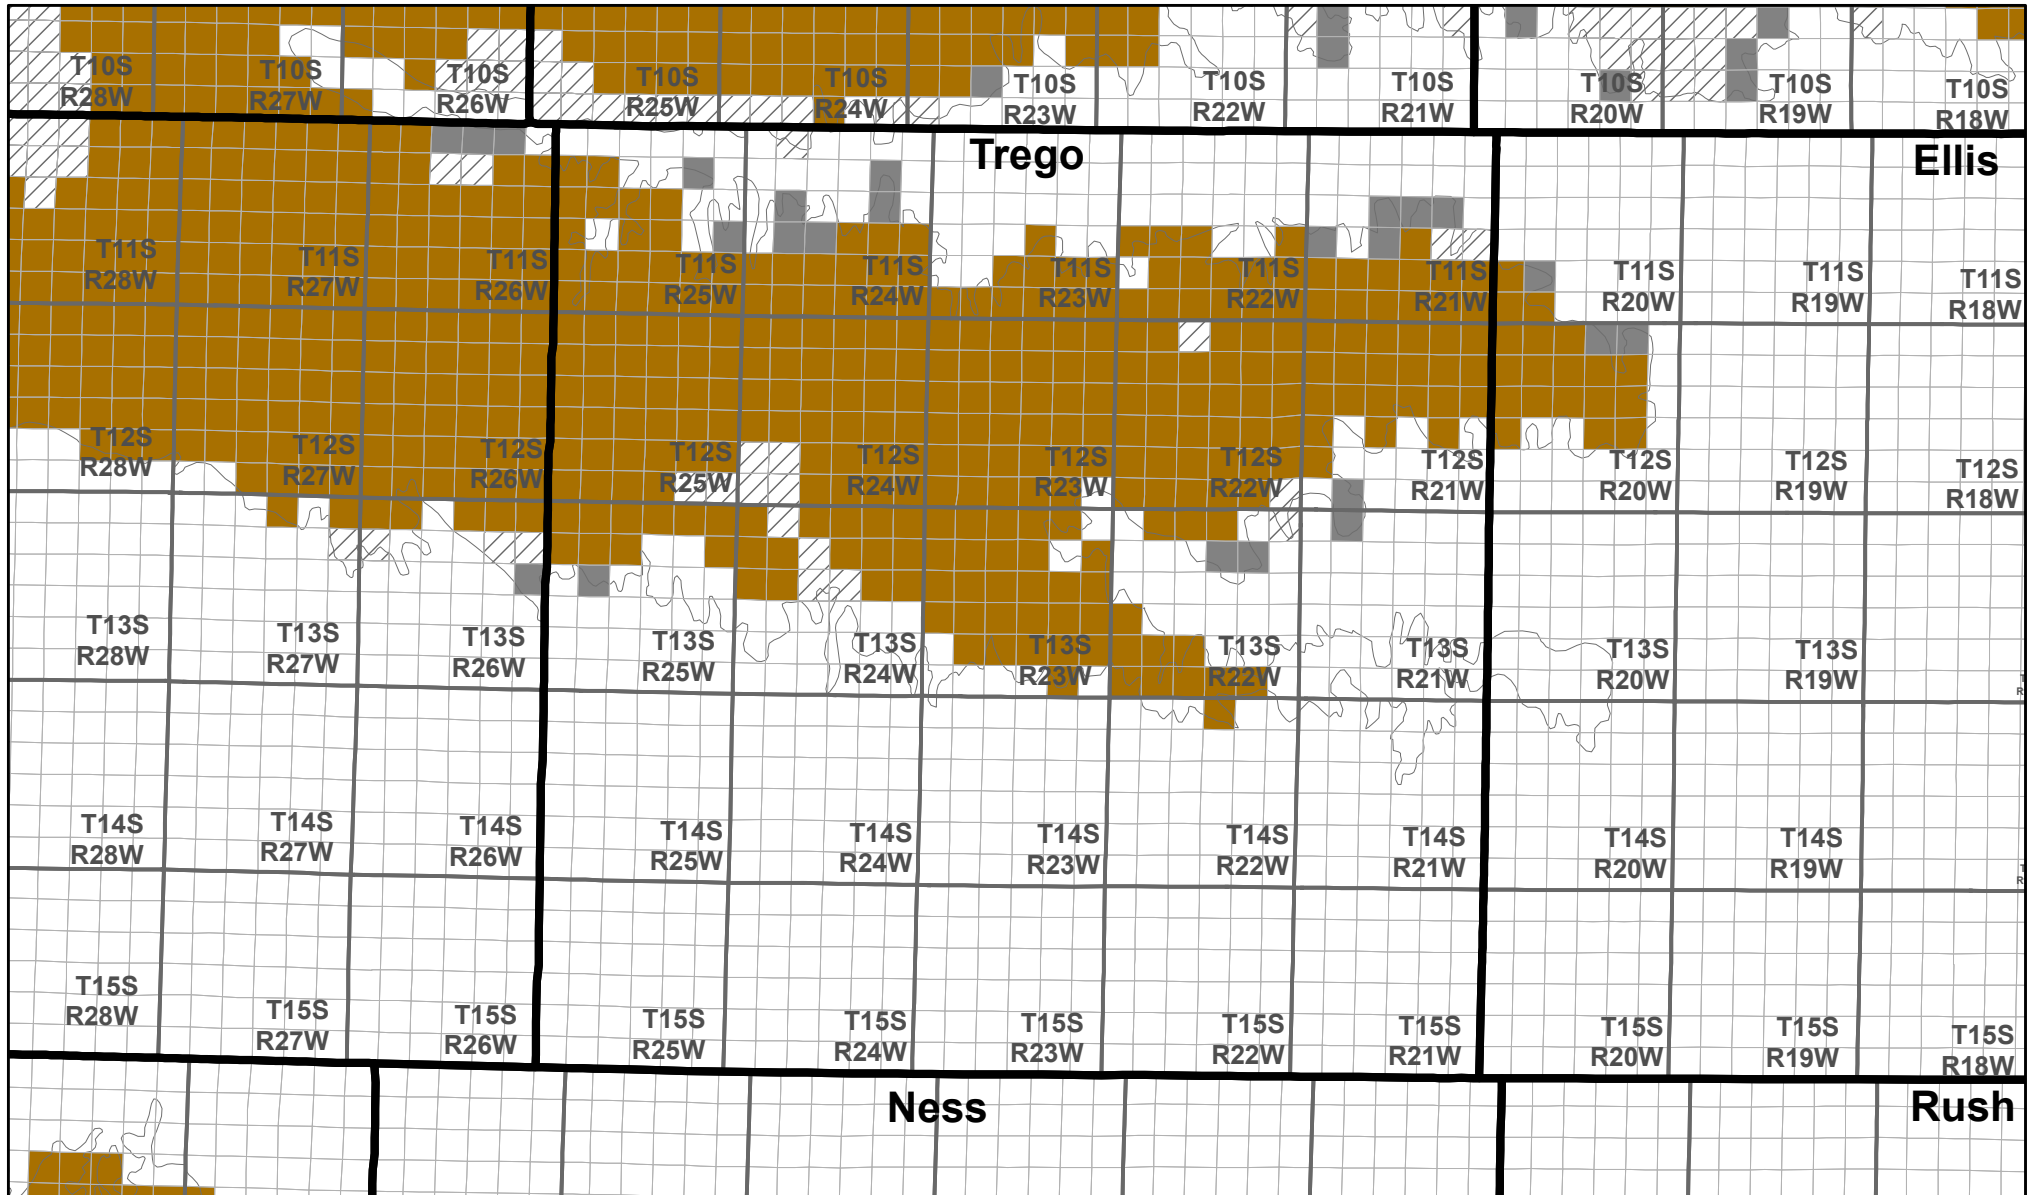 T10S
R28W
T10S
R27W
T10S
R26W
T10S
R25W
T10S
R24W
T10S
R23W
T10S
R22W
T10S
R21W
T10S
R20W
T10S
R19W
T10S
R18W
Trego
Ellis
T11S
R28W
T11S
R27W
T11S
R26W
T11S
R25W
T11S
R24W
T11S
R23W
T11S
R22W
T11S
R21W
T11S
R20W
T11S
R19W
T11S
R18W
T12S
R28W
T12S
R27W
T12S
R26W
T12S
R25W
T12S
R24W
T12S
R23W
T12S
R22W
T12S
R21W
T12S
R20W
T12S
R19W
T12S
R18W
T13S
R28W
T13S
R27W
T13S
R26W
T13S
R25W
T13S
R24W
T13S
R23W
T13S
R22W
T13S
R21W
T13S
R20W
T13S
R19W
T14S
R28W
T14S
R27W
T14S
R26W
T14S
R25W
T14S
R24W
T14S
R23W
T14S
R22W
T14S
R21W
T14S
R20W
T14S
R19W
T15S
R28W
T15S
R27W
T15S
R26W
T15S
R25W
T15S
R24W
T15S
R23W
T15S
R22W
T15S
R21W
T15S
R20W
T15S
R19W
T15S
R18W
Ness
Rush